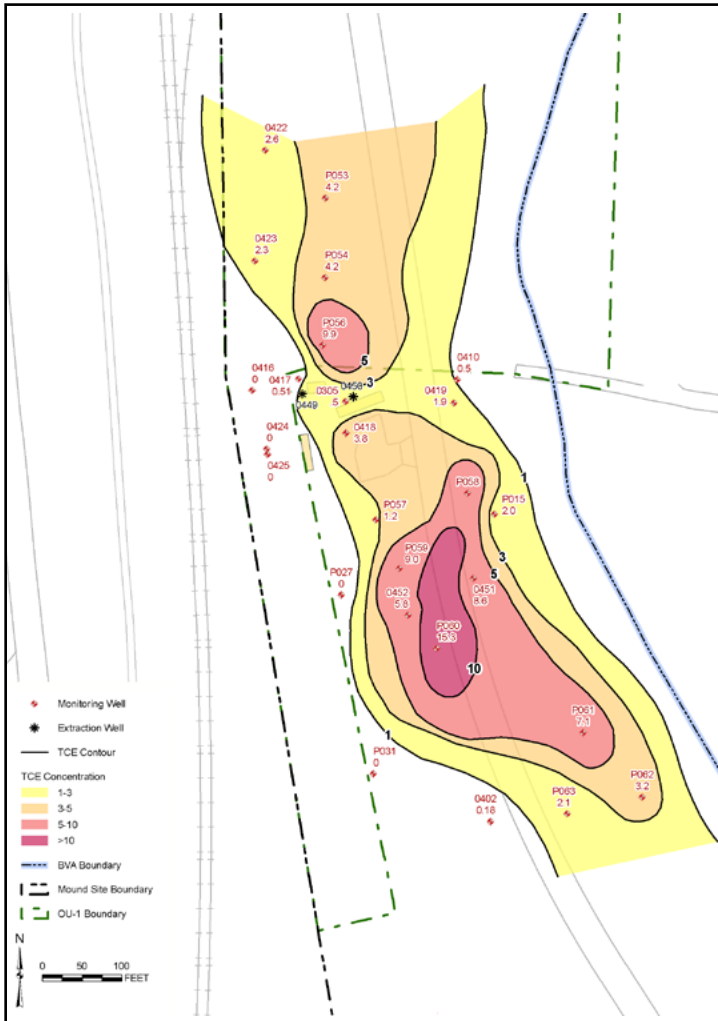 0422
2.6
P053
4.2
0423
2.3
P054
4.2
P056
9.9
5
3
0416
0
0417
0.51
0449
0305
.5
0458
0410
0.5
0419
1.9
0424
0
0425
0
0418
3.8
P058
P015
2.0
1
P057
1.2
3
5
P059
9.0
P027
0
0452
5.8
0451
8.6
P060
15.3
10
P061
7.1
1
P031
0
P062
3.2
P063
2.1
0402
0.18
Monitoring Well
Extraction Well
TCE Contour
TCE Concentration
1-3
3-5
5-10
>10
BVA Boundary
Mound Site Boundary
OU-1 Boundary
N
0 50 100
FEET